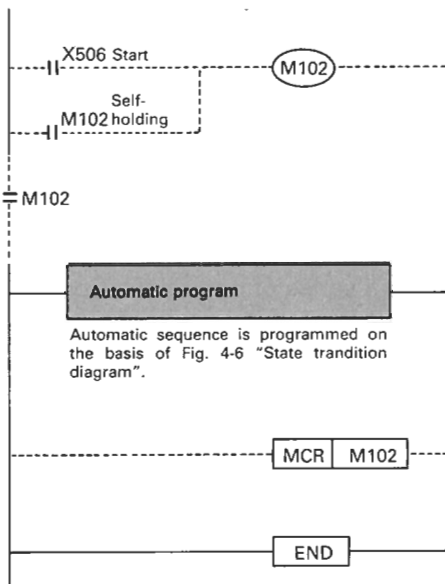 X506 Start
M102
Self-
M102 holding
M102
Automatic program
Automatic sequence is programmed on
the basis of Fig. 4-6 "State trandition
diagram".
MCR M102
END